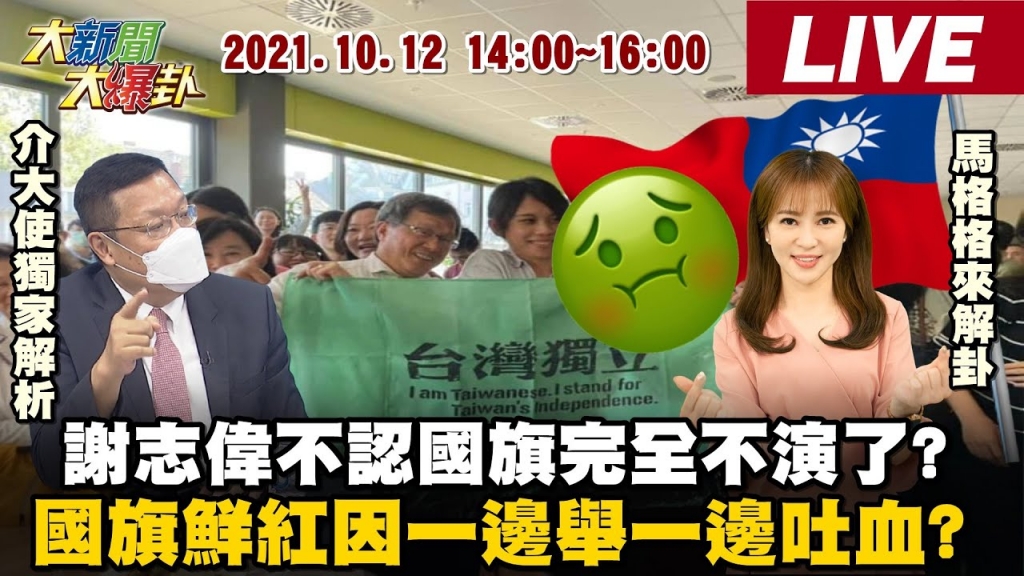 大新聞
大爆卦
2021.10.12 14:00~16:00
LIVE
介大使獨家解析
馬格格來解卦
台灣獨立
I am Taiwanese. I stand for
Taiwan's Independence.
謝志偉不認國旗完全不演了?
國旗鮮紅因一邊舉一邊吐血?